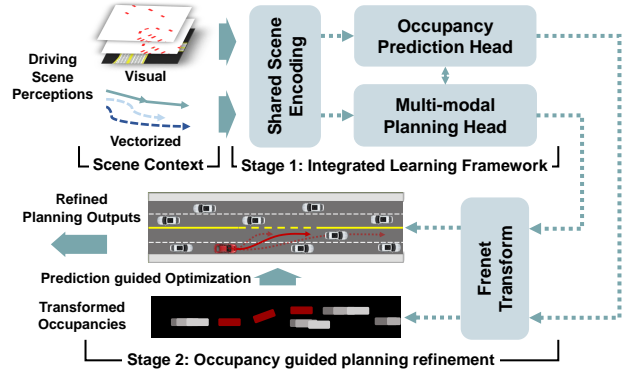 Driving
Scene
Perceptions
Visual
Vectorized
Scene Context
Shared Scene
Encoding
Occupancy
Prediction Head
Multi-modal
Planning Head
Stage 1: Integrated Learning Framework
Refined
Planning Outputs
Prediction guided Optimization
Transformed
Occupancies
Frenet
Transform
Stage 2: Occupancy guided planning refinement